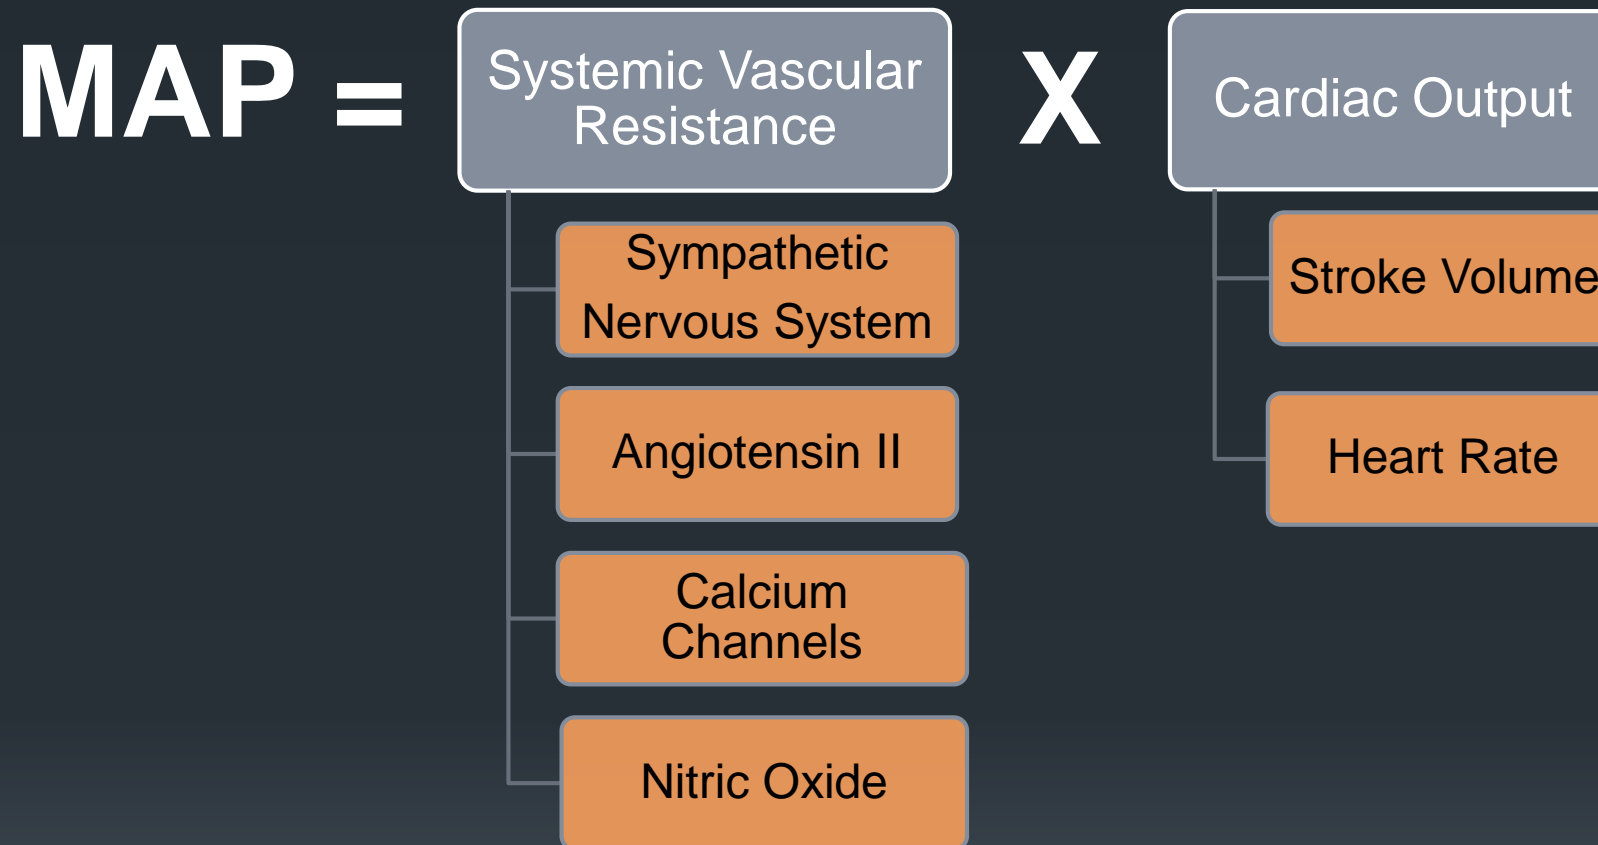 MAP =
Systemic Vascular
Resistance
X
Cardiac Output
Sympathetic
Nervous System
Angiotensin II
Calcium
Channels
Nitric Oxide
Stroke Volume
Heart Rate